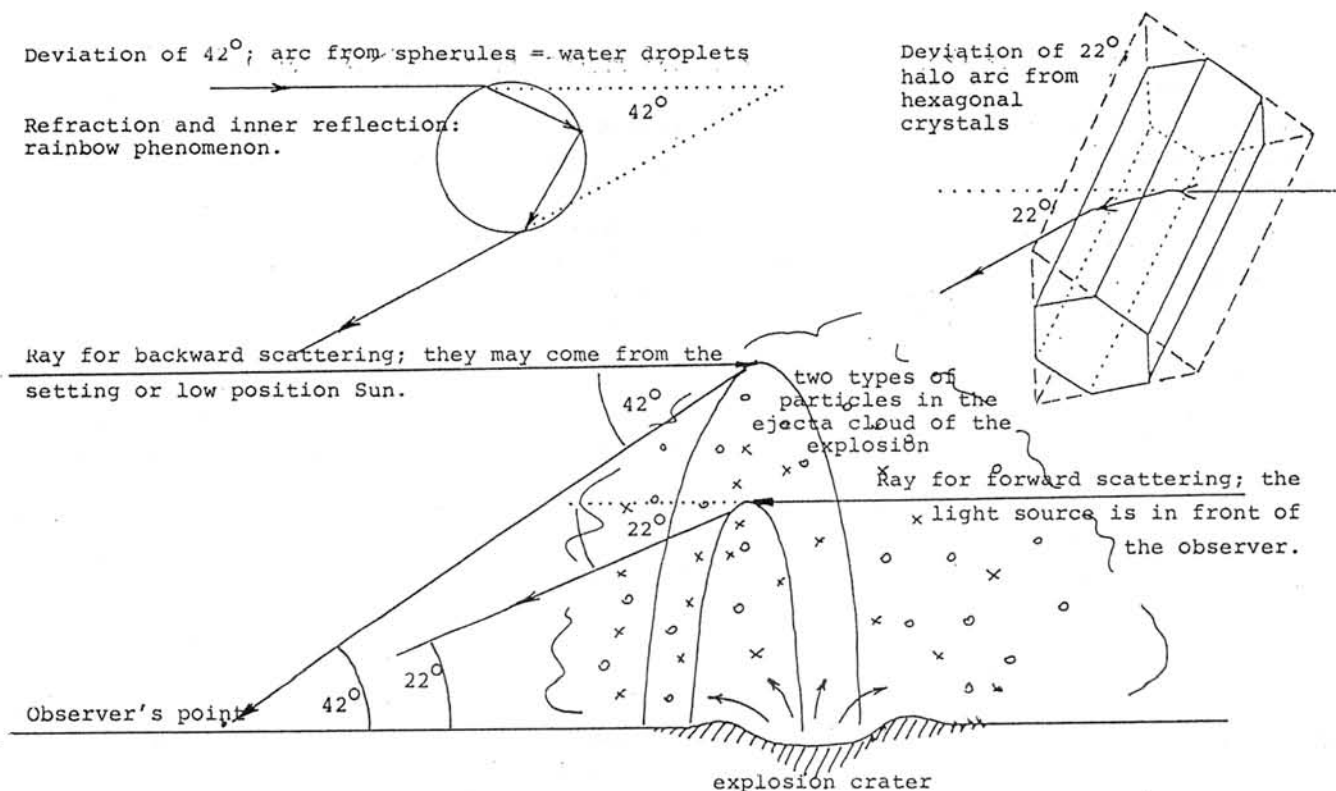 Deviation of 42°; arc from spherules = water droplets
42°
Refraction and inner reflection:
rainbow phenomenon.
Deviation of 22°
halo arc from
hexagonal
crystals
22°
Ray for backward scattering; they may come from the
setting or low position Sun.
42°
two types of
particles in the
ejecta cloud of the
explosion
Ray for forward scattering; the
light source is in front of
the observer.
22°
42°
22°
Observer's point
explosion crater